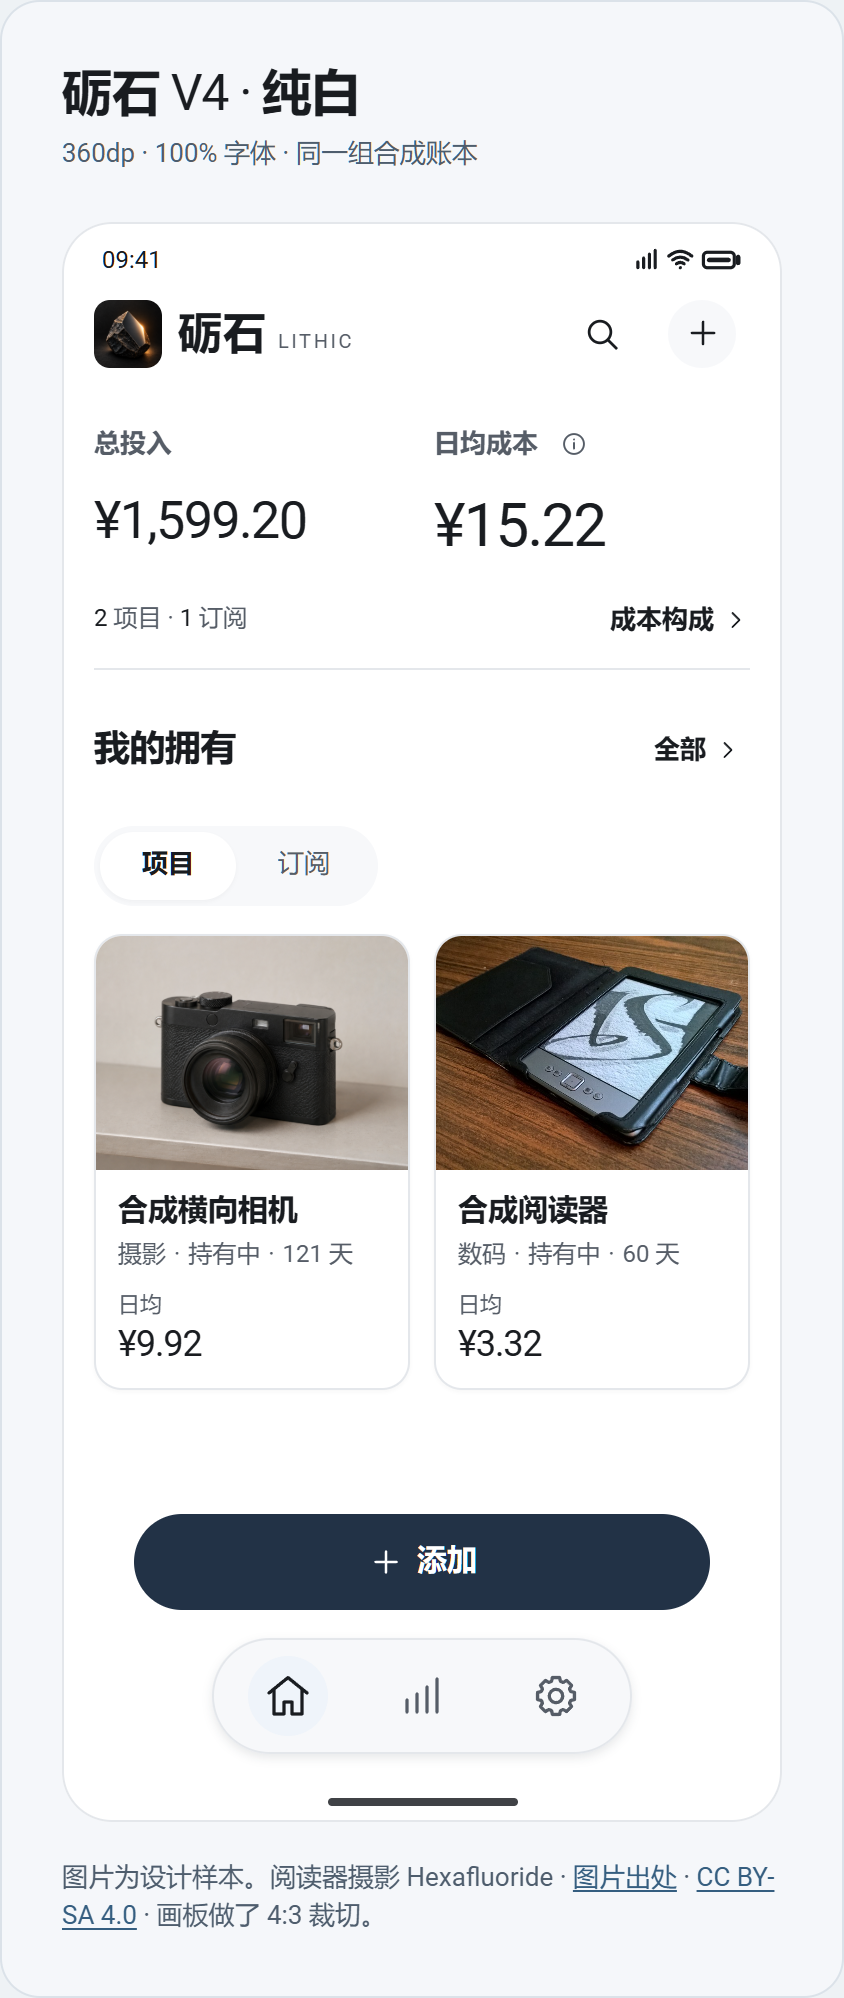 砺石 V4 · 纯白
360dp · 100% 字体 · 同一组合成账本
09:41
砺石 LITHIC
总投入
日均成本
¥1,599.20
¥15.22
2 项目 · 1 订阅
成本构成
我的拥有
全部
项目
订阅
合成横向相机
摄影 · 持有中 · 121 天
日均
¥9.92
合成阅读器
数码 · 持有中 · 60 天
日均
¥3.32
添加
图片为设计样本。阅读器摄影 Hexafluoride · 图片出处 · CC BY-
SA 4.0 · 画板做了 4:3 裁切。